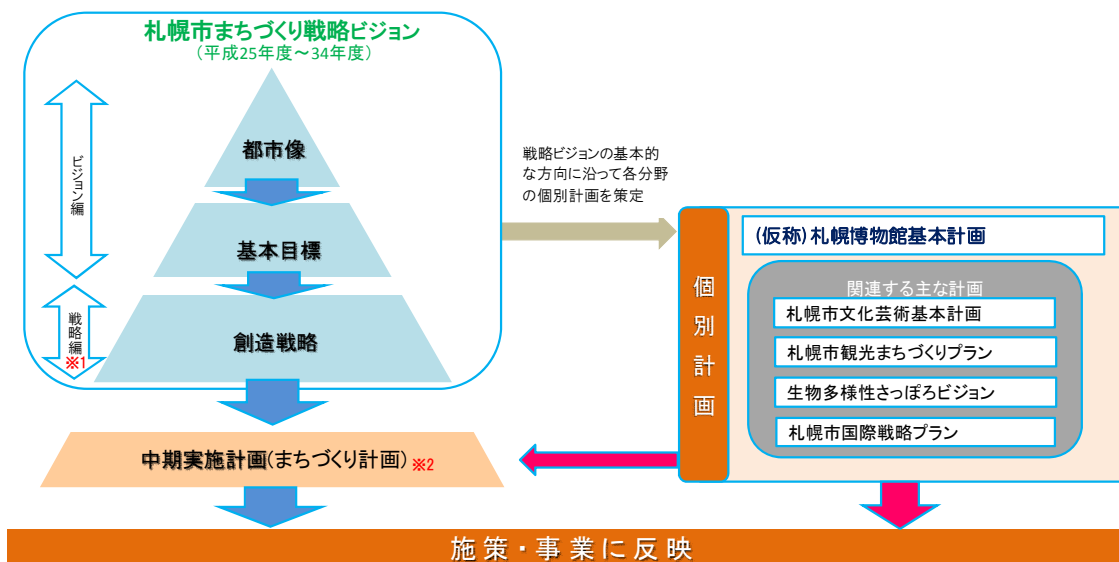 札幌市まちづくり戦略ビジョン
(平成25年度～34年度)
ビジョン編
都市像
基本目標
戦略編
※1
創造戦略
戦略ビジョンの基本的
な方向に沿って各分野
の個別計画を策定
個別計画
(仮称)札幌博物館基本計画
関連する主な計画
札幌市文化芸術基本計画
札幌市観光まちづくりプラン
生物多様性さっぽろビジョン
札幌市国際戦略プラン
中期実施計画(まちづくり計画)※2
施策・事業に反映